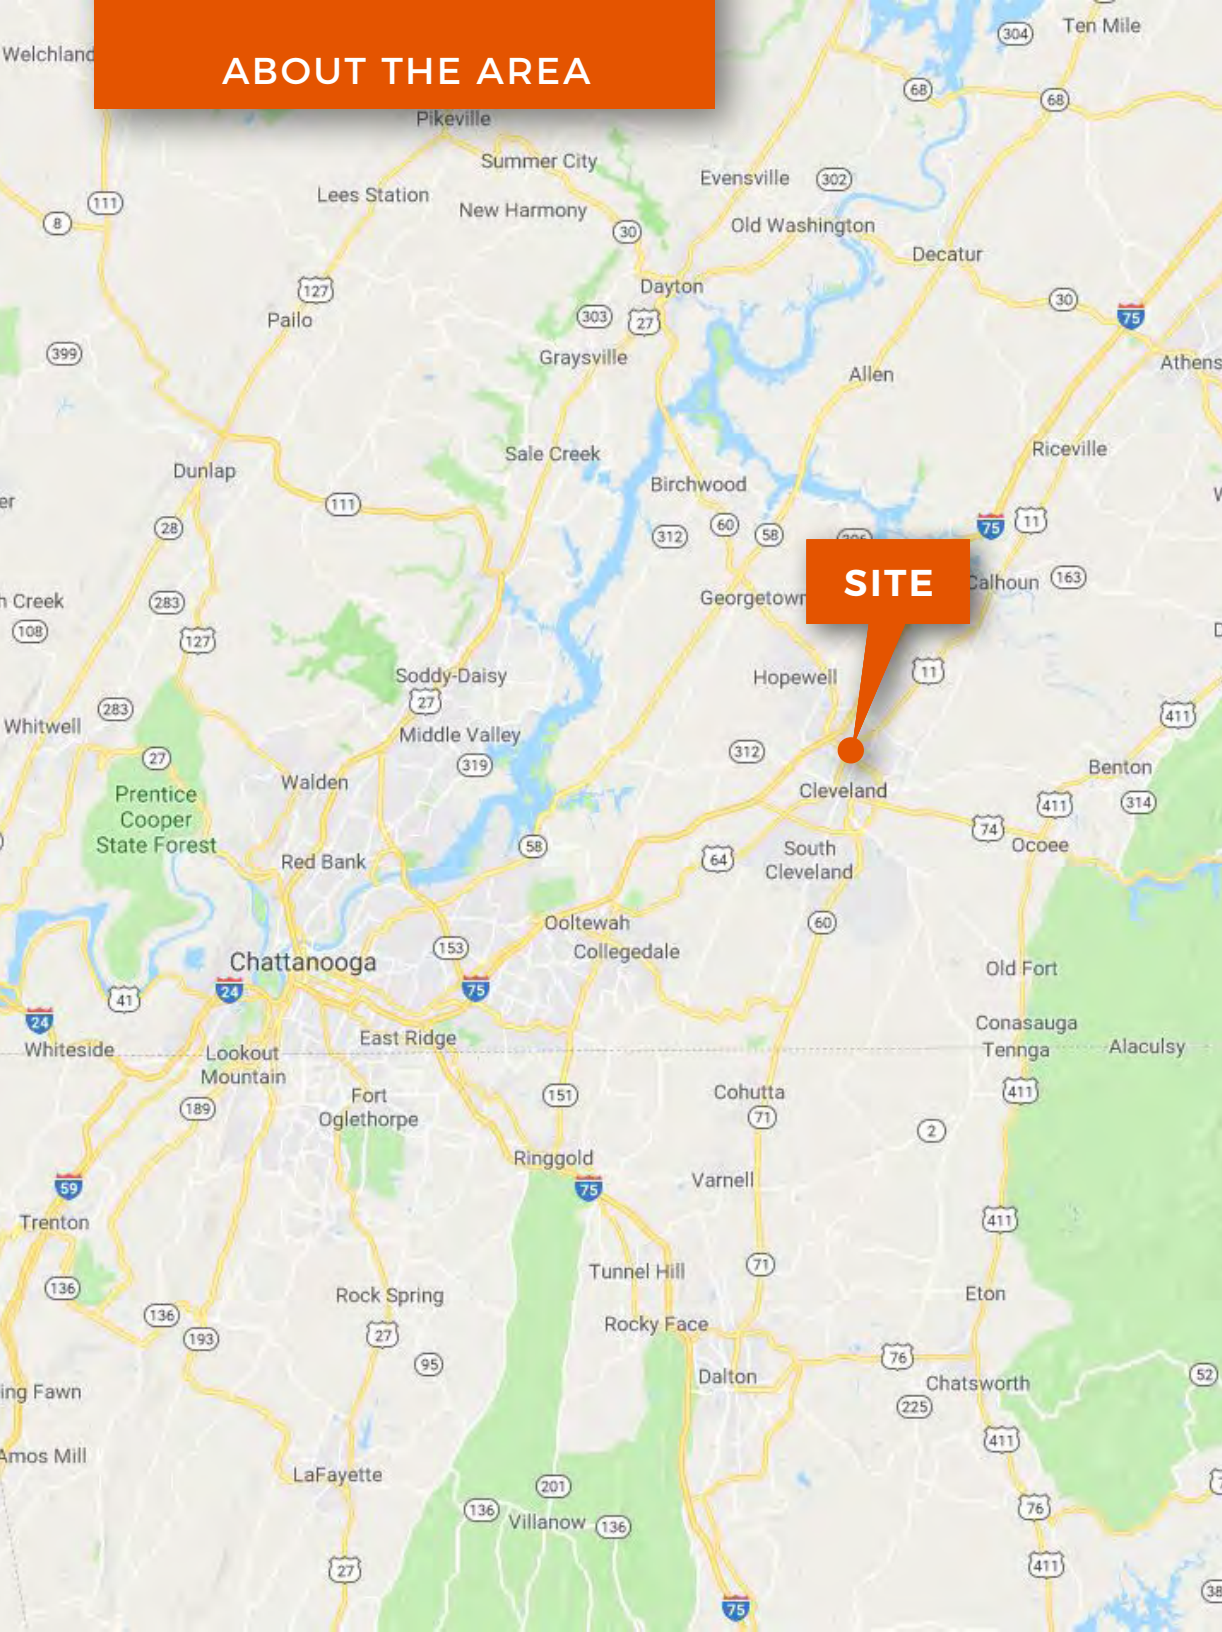 ABOUT THE AREA
304
Ten Mile
Welchland
68
68
Pikeville
Summer City
Evensville
302
Lees Station
111
New Harmony
8
30
Old Washington
Decatur
127
Dayton
30
75
Pailo
303
27
399
Graysville
Athens
Allen
Riceville
Sale Creek
Dunlap
Birchwood
111
28
312
60
58
75
11
SITE
Calhoun
163
Georgetown
283
108
127
Hopewell
11
Soddy-Daisy
27
283
411
Whitwell
Middle Valley
312
27
319
Benton
Walden
Prentice
Cooper
State Forest
Cleveland
411
314
74
58
Ocoee
Red Bank
64
South
Cleveland
Ooltewah
60
153
Collegedale
Chattanooga
Old Fort
24
75
41
24
Conasauga
East Ridge
Whiteside
Lookout
Mountain
Tennga
Alaculsy
Fort
Oglethorpe
151
Cohutta
411
189
71
2
Ringgold
59
75
Varnell
Trenton
411
Tunnel Hill
71
136
Rock Spring
Eton
136
193
27
Rocky Face
95
76
Dalton
Chatsworth
52
225
411
LaFayette
201
136
Villanow
136
76
27
411
75